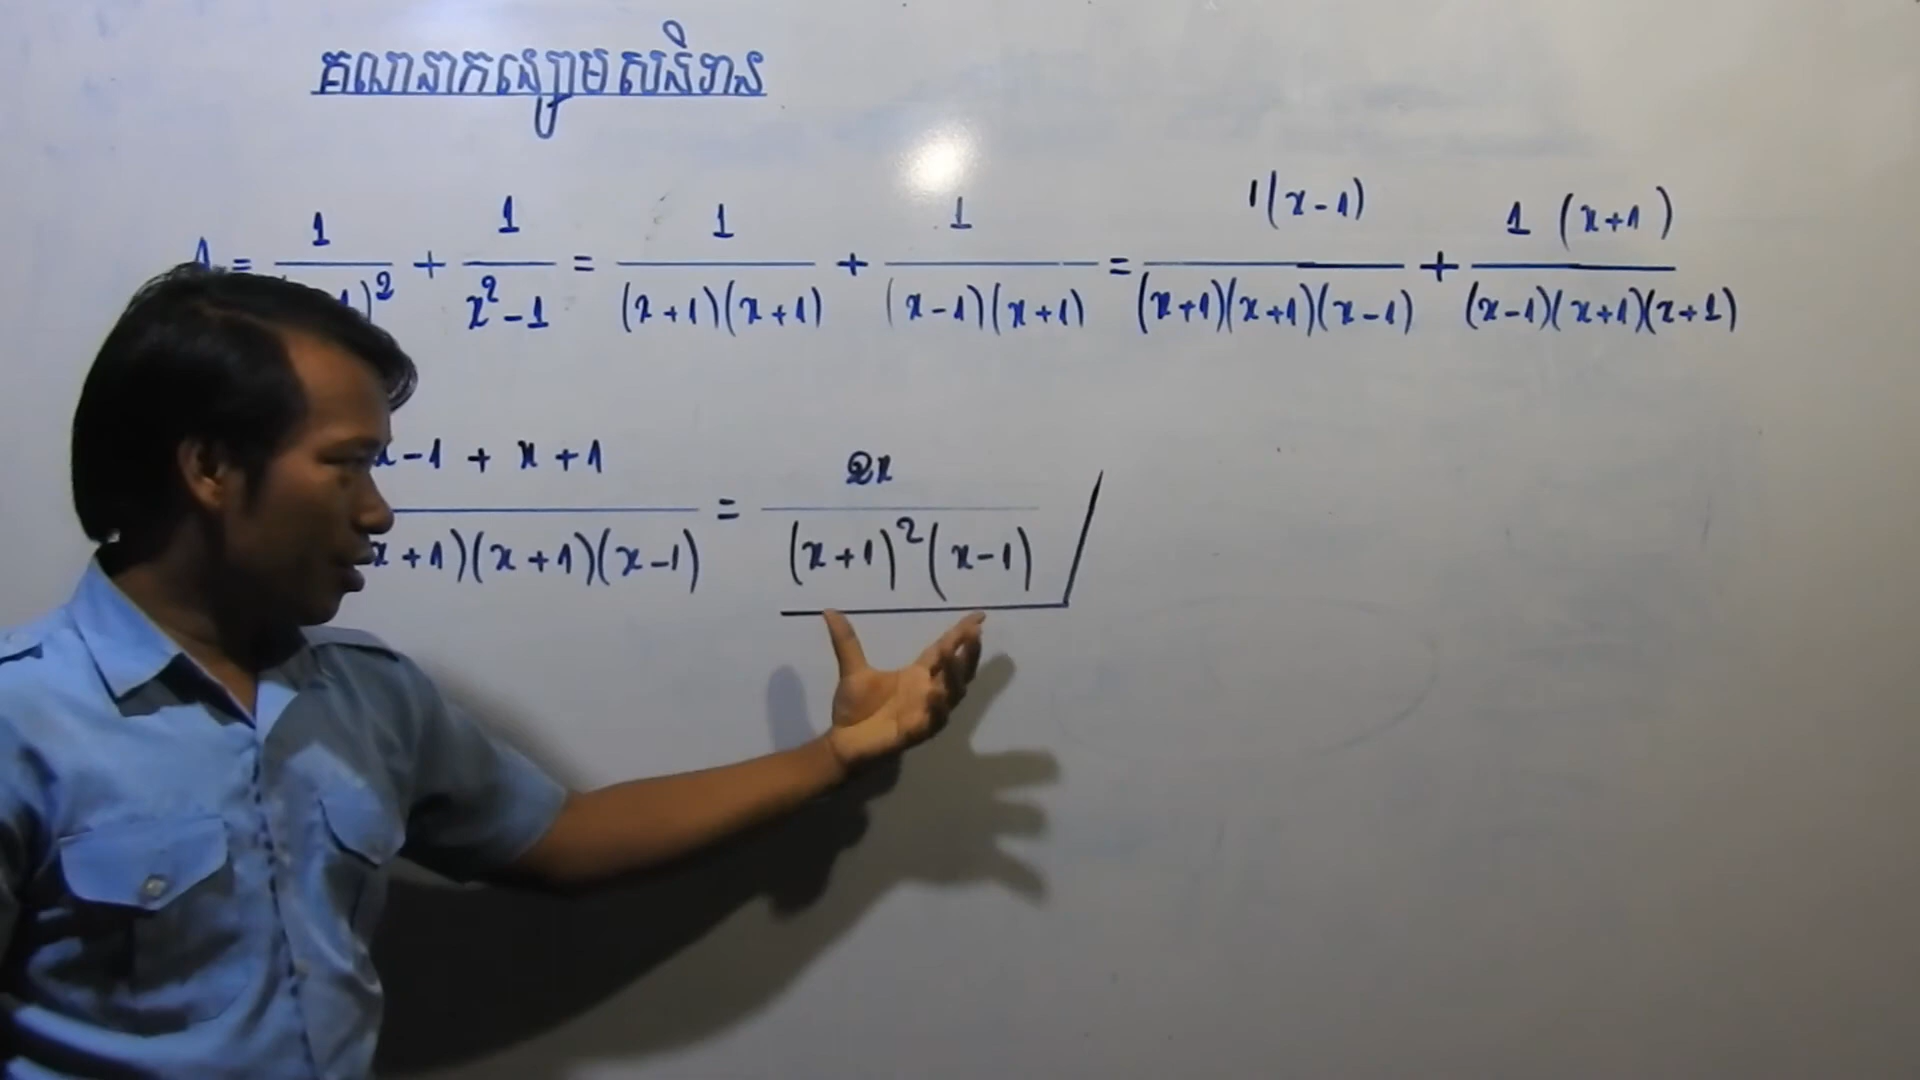 គណនាកន្សោមសនិទាន
= 1/( 1)² + 1/(x²-1) = 1/((x+1)(x+1)) + 1/((x-1)(x+1)) = 1(x-1)/((x+1)(x+1)(x-1)) + 1(x+1)/((x-1)(x+1)(x+1))
(x-1 + x+1)/(x+1)(x+1)(x-1) = 2x/((x+1)²(x-1))